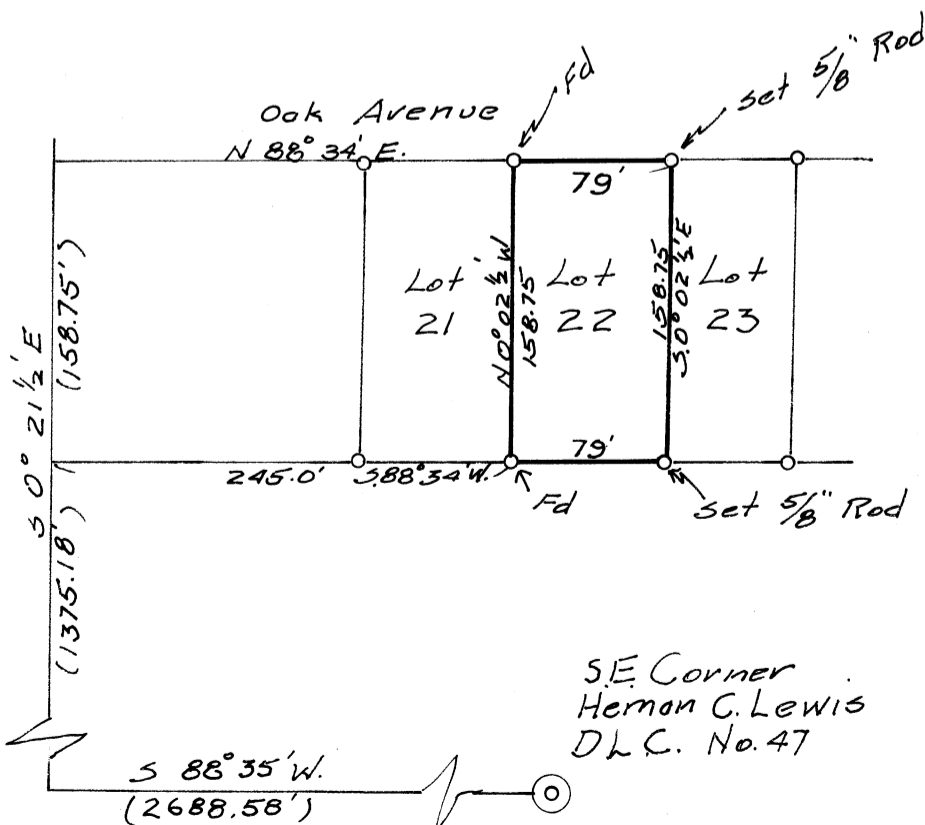 Oak Avenue
Fd
Set 5/8" Rod
N 88° 34' E.
79'
S 0° 21 1/2' E
(158.75')
Lot
21
N 0° 02 1/2' W
158.75
Lot
22
158.75'
S. 0° 02 1/2' E
Lot
23
245.0'
S. 88° 34' W.
79'
Fd
Set 5/8" Rod
(1375.18')
S.E. Corner
Heman C. Lewis
D.L.C. No. 47
S 88° 35' W.
(2688.58')